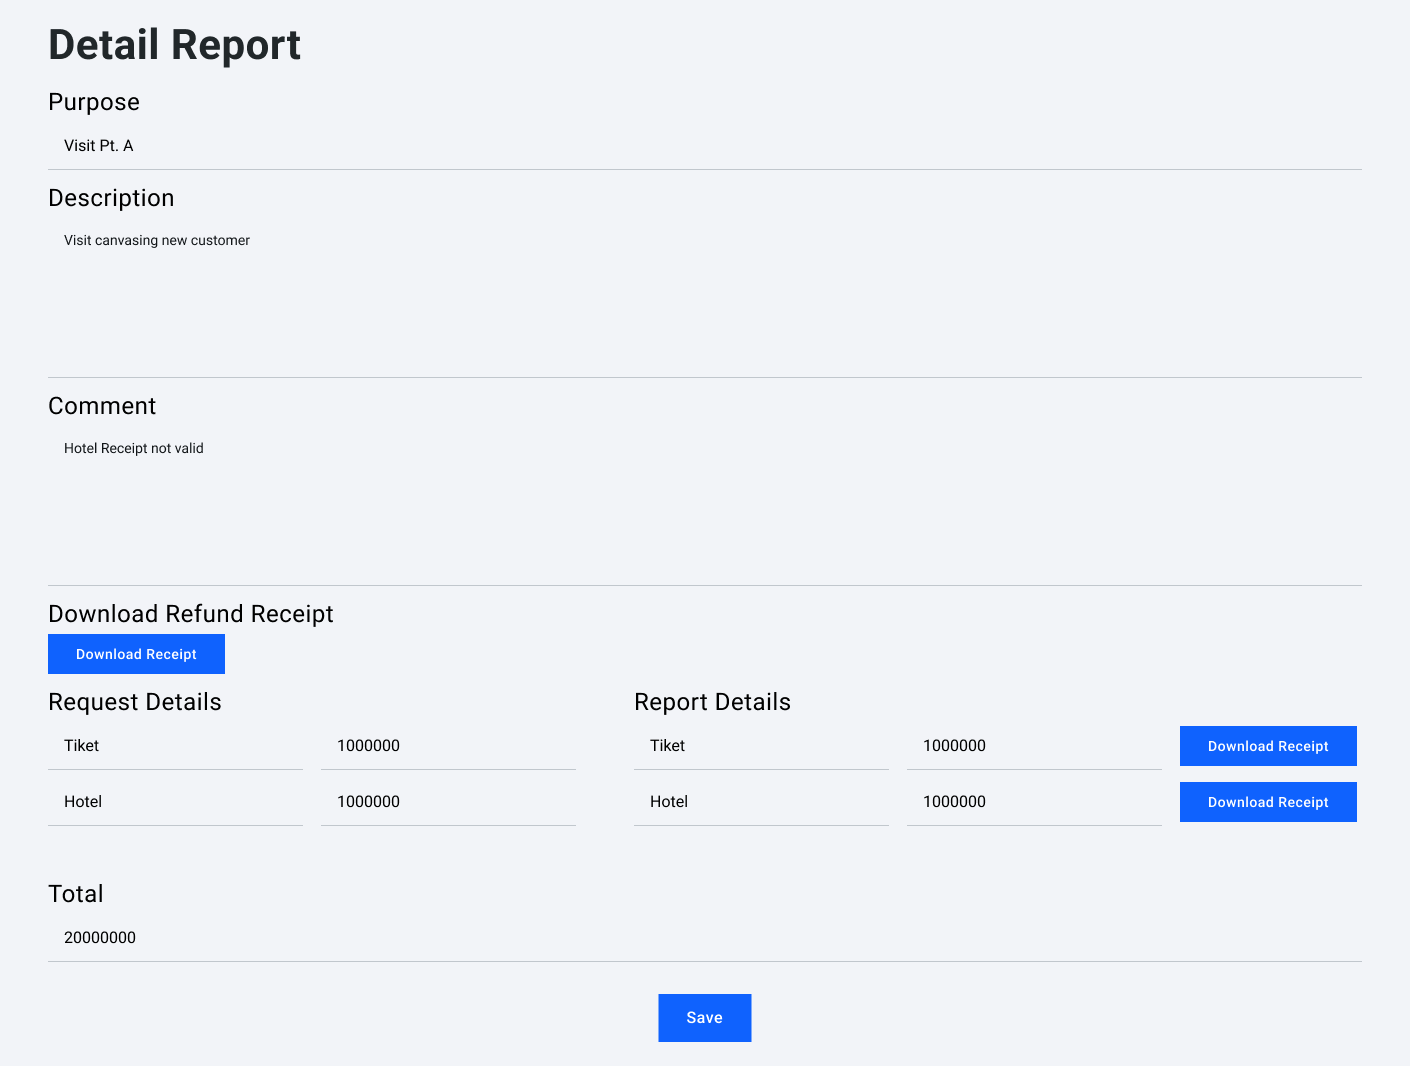 Detail Report
Purpose
Visit Pt. A
Description
Visit canvasing new customer
Comment
Hotel Receipt not valid
Download Refund Receipt
Download Receipt
Request Details
Report Details
Tiket
1000000
Tiket
1000000
Download Receipt
Hotel
1000000
Hotel
1000000
Download Receipt
Total
20000000
Save